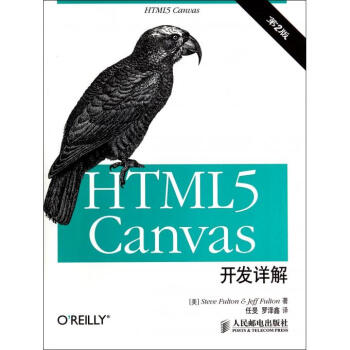 HTML5 Canvas
第2版
HTML5
Canvas
开发详解
[美] Steve Fulton & Jeff Fulton 著
任旻 罗泽鑫 译
O'REILLY®
人民邮电出版社
POSTS & TELECOM PRESS